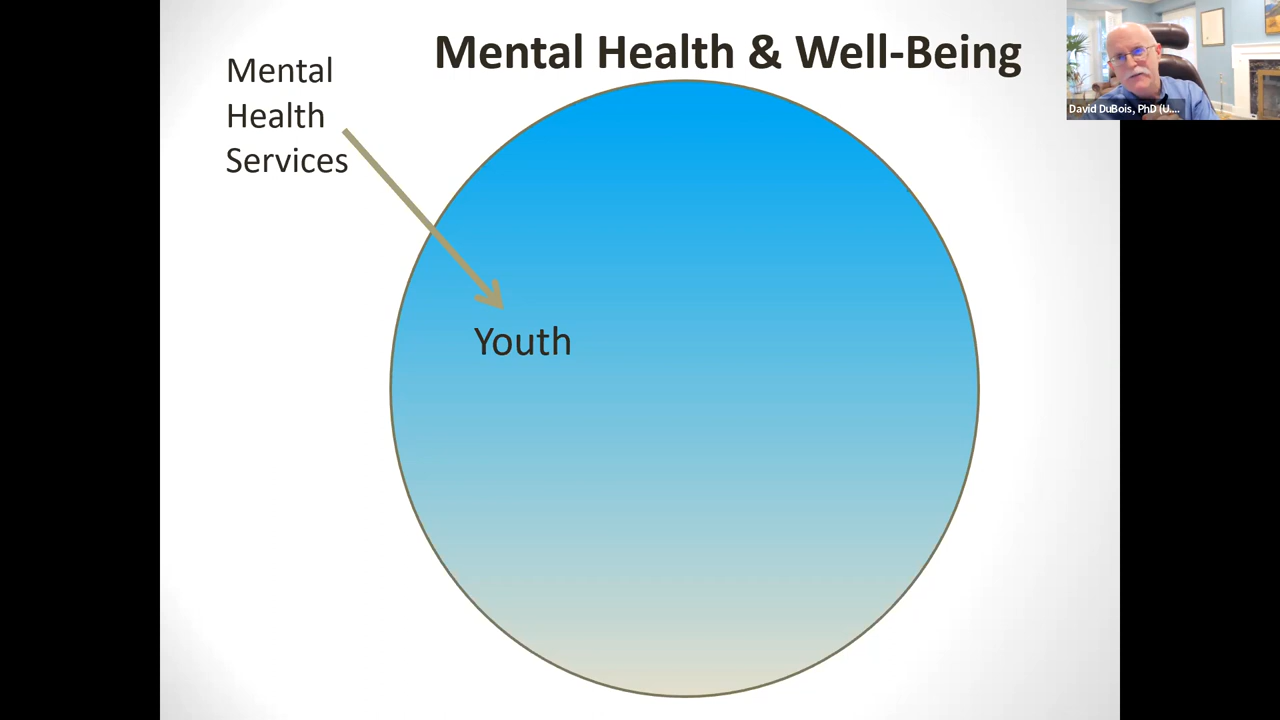 Mental Health & Well-Being
Mental
Health
Services
Youth
David DuBois, PhD (U....